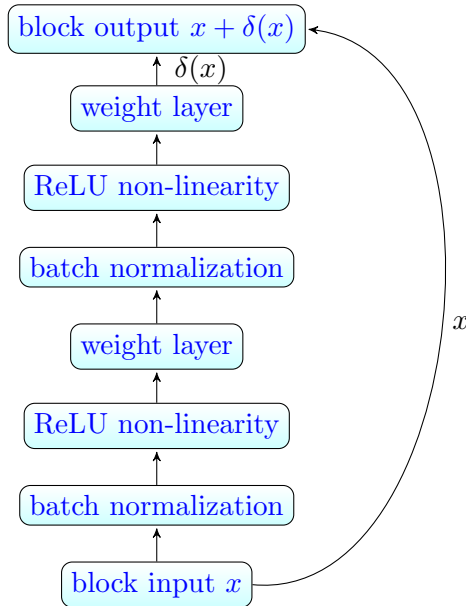 block output x + δ(x)
δ(x)
weight layer
ReLU non-linearity
batch normalization
weight layer
x
ReLU non-linearity
batch normalization
block input x